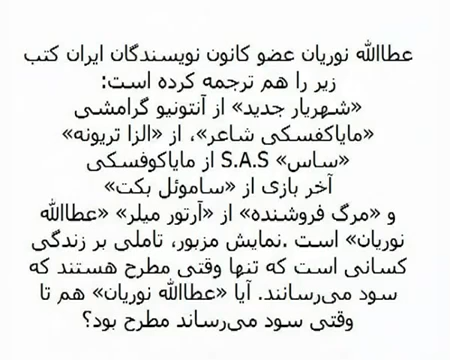 عطاالله نوریان عضو کانون نویسندگان ایران کتب
زیر را هم ترجمه کرده است:
«شهریار جدید» از آنتونیو گرامشی
«مایاکفسکی شاعر»، از «الزا تریونه»
«ساس» S.A.S از مایاکوفسکی
آخر بازی از «ساموئل بکت»
و «مرگ فروشنده» از «آرتور میلر» «عطاالله
نوریان» است .نمایش مزبور، تاملی بر زندگی
کسانی است که تنها وقتی مطرح هستند که
سود می‌رسانند. آیا «عطاالله نوریان» هم تا
وقتی سود می‌رساند مطرح بود؟